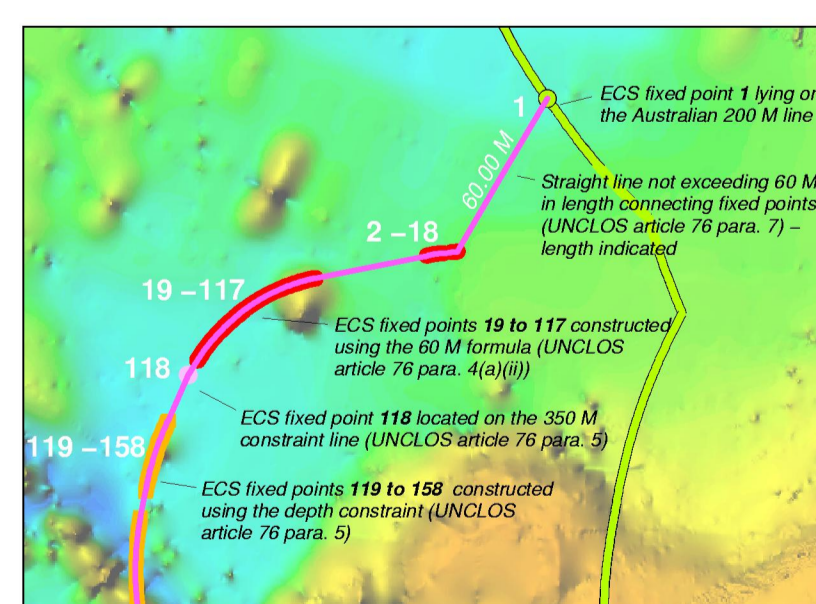 1
ECS fixed point 1 lying on
the Australian 200 M line
60.00 M
Straight line not exceeding 60 M
in length connecting fixed points
(UNCLOS article 76 para. 7) –
length indicated
2 –18
19 –117
ECS fixed points 19 to 117 constructed
using the 60 M formula (UNCLOS
article 76 para. 4(a)(ii))
118
ECS fixed point 118 located on the 350 M
constraint line (UNCLOS article 76 para. 5)
119 –158
ECS fixed points 119 to 158 constructed
using the depth constraint (UNCLOS
article 76 para. 5)